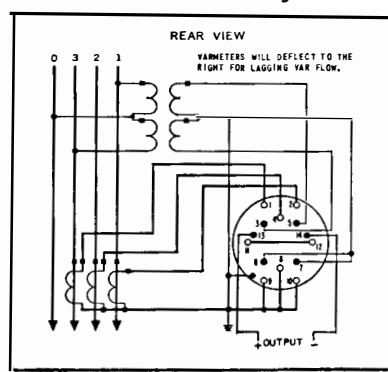 REAR VIEW
0 3 2 1
VARMETERS WILL DEFLECT TO THE
RIGHT FOR LAGGING VAR FLOW.
1 2
3 4 5
13 14
11 12
8 6 7
9 10
+ OUTPUT -